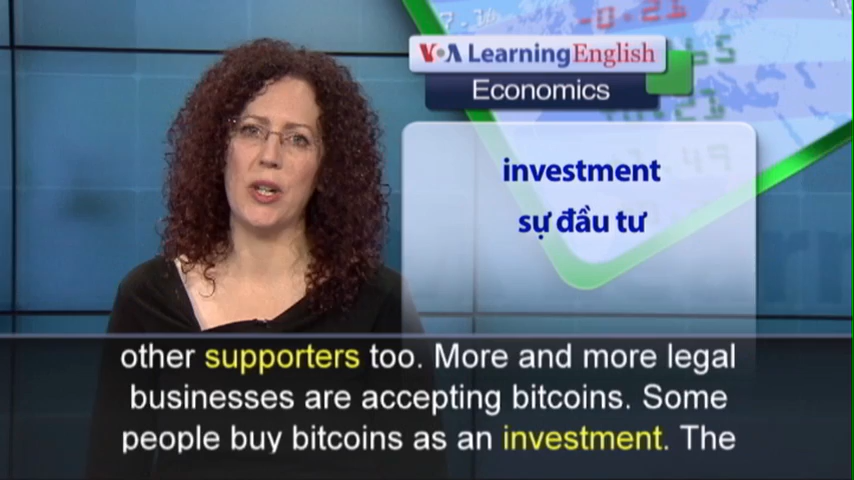 VOA Learning English
Economics
investment
sự đầu tư
other supporters too. More and more legal
businesses are accepting bitcoins. Some
people buy bitcoins as an investment. The